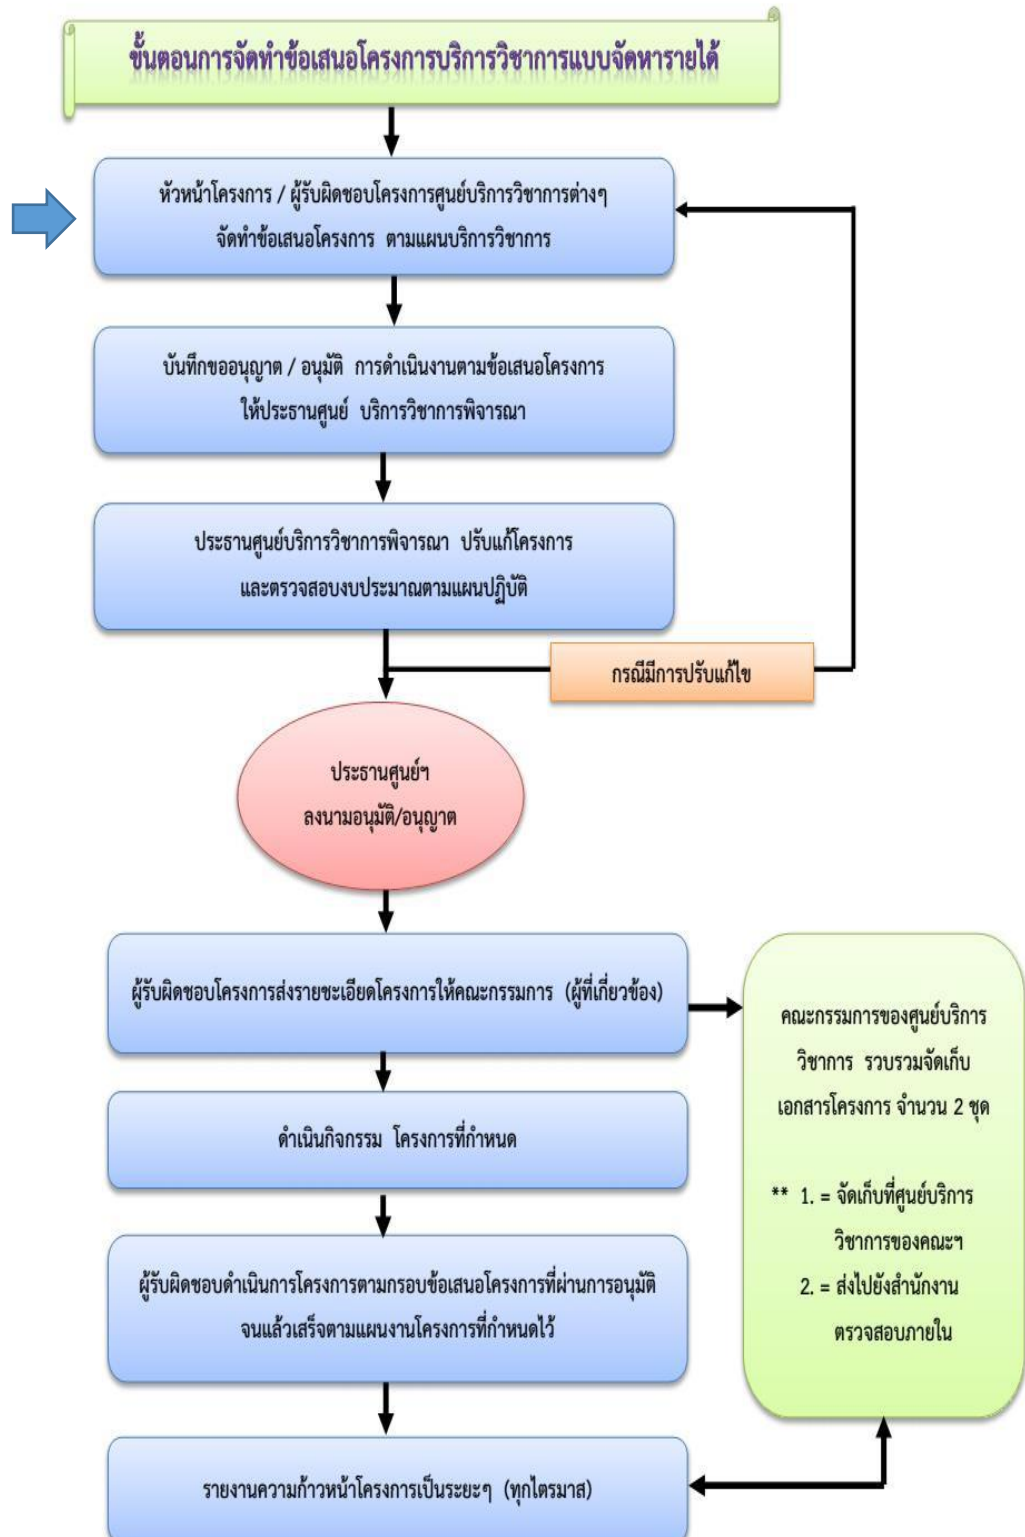 ขั้นตอนการจัดทำข้อเสนอโครงการบริการวิชาการแบบจัดหารายได้
หัวหน้าโครงการ / ผู้รับผิดชอบโครงการศูนย์บริการวิชาการต่างๆ
จัดทำข้อเสนอโครงการ ตามแผนบริการวิชาการ
บันทึกขออนุญาต / อนุมัติ การดำเนินงานตามข้อเสนอโครงการ
ให้ประธานศูนย์ บริการวิชาการพิจารณา
ประธานศูนย์บริการวิชาการพิจารณา ปรับแก้โครงการ
และตรวจสอบงบประมาณตามแผนปฏิบัติ
กรณีมีการปรับแก้ไข
ประธานศูนย์ฯ
ลงนามอนุมัติ/อนุญาต
ผู้รับผิดชอบโครงการส่งรายชะเอียดโครงการให้คณะกรรมการ (ผู้ที่เกี่ยวข้อง)
คณะกรรมการของศูนย์บริการ
วิชาการ รวบรวมจัดเก็บ
เอกสารโครงการ จำนวน 2 ชุด
** 1. = จัดเก็บที่ศูนย์บริการ
วิชาการของคณะฯ
2. = ส่งไปยังสำนักงาน
ตรวจสอบภายใน
ดำเนินกิจกรรม โครงการที่กำหนด
ผู้รับผิดชอบดำเนินการโครงการตามกรอบข้อเสนอโครงการที่ผ่านการอนุมัติ
จนแล้วเสร็จตามแผนงานโครงการที่กำหนดไว้
รายงานความก้าวหน้าโครงการเป็นระยะๆ (ทุกไตรมาส)